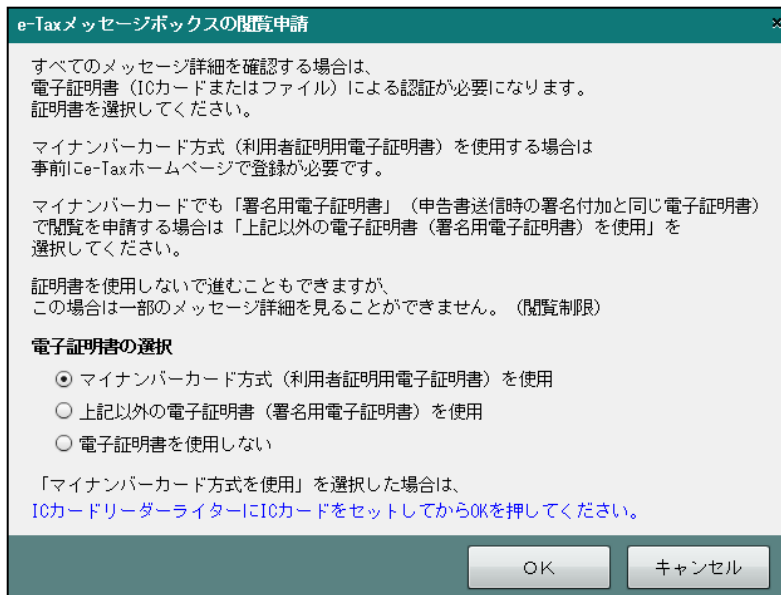 e-Taxメッセージボックスの閲覧申請
すべてのメッセージ詳細を確認する場合は、
電子証明書（ICカードまたはファイル）による認証が必要になります。
証明書を選択してください。
マイナンバーカード方式（利用者証明用電子証明書）を使用する場合は
事前にe-Taxホームページで登録が必要です。
マイナンバーカードでも「署名用電子証明書」（申告書送信時の署名付加と同じ電子証明書）
で閲覧を申請する場合は「上記以外の電子証明書（署名用電子証明書）を使用」を
選択してください。
証明書を使用しないで進むこともできますが、
この場合は一部のメッセージ詳細を見ることができません。（閲覧制限）
電子証明書の選択
マイナンバーカード方式（利用者証明用電子証明書）を使用
上記以外の電子証明書（署名用電子証明書）を使用
電子証明書を使用しない
「マイナンバーカード方式を使用」を選択した場合は、
ICカードリーダーライターにICカードをセットしてからOKを押してください。
OK
キャンセル